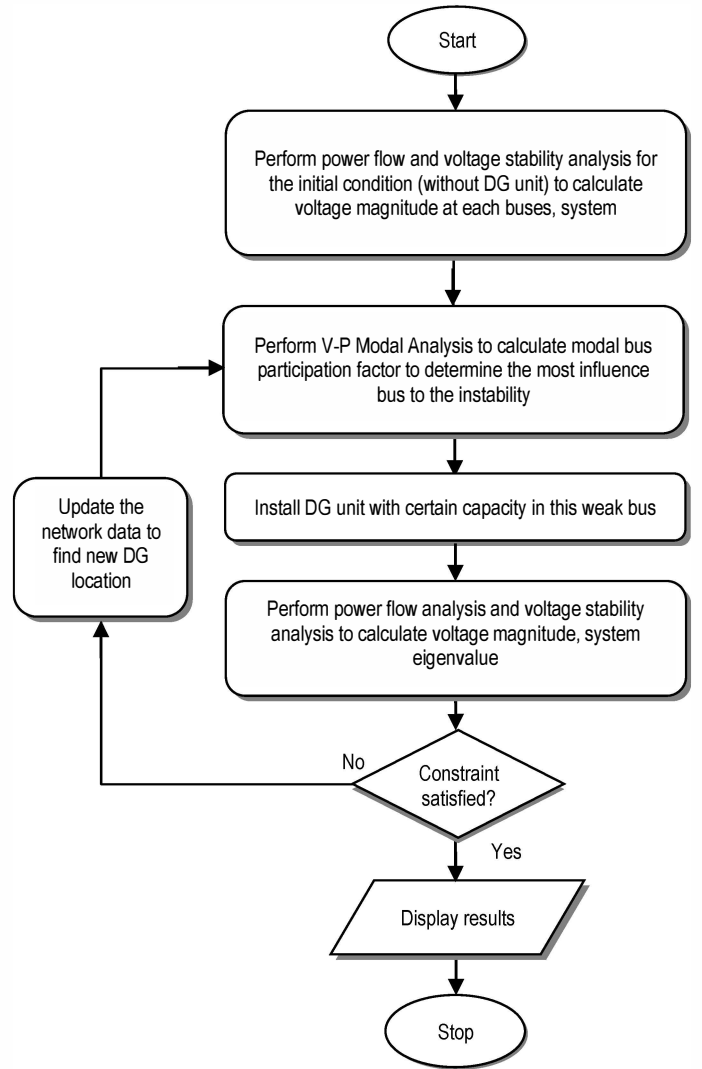 Start
Perform power flow and voltage stability analysis for
the initial condition (without DG unit) to calculate
voltage magnitude at each buses, system
Perform V-P Modal Analysis to calculate modal bus
participation factor to determine the most influence
bus to the instability
Install DG unit with certain capacity in this weak bus
Update the
network data to
find new DG
location
Perform power flow analysis and voltage stability
analysis to calculate voltage magnitude, system
eigenvalue
No
Constraint
satisfied?
Yes
Display results
Stop